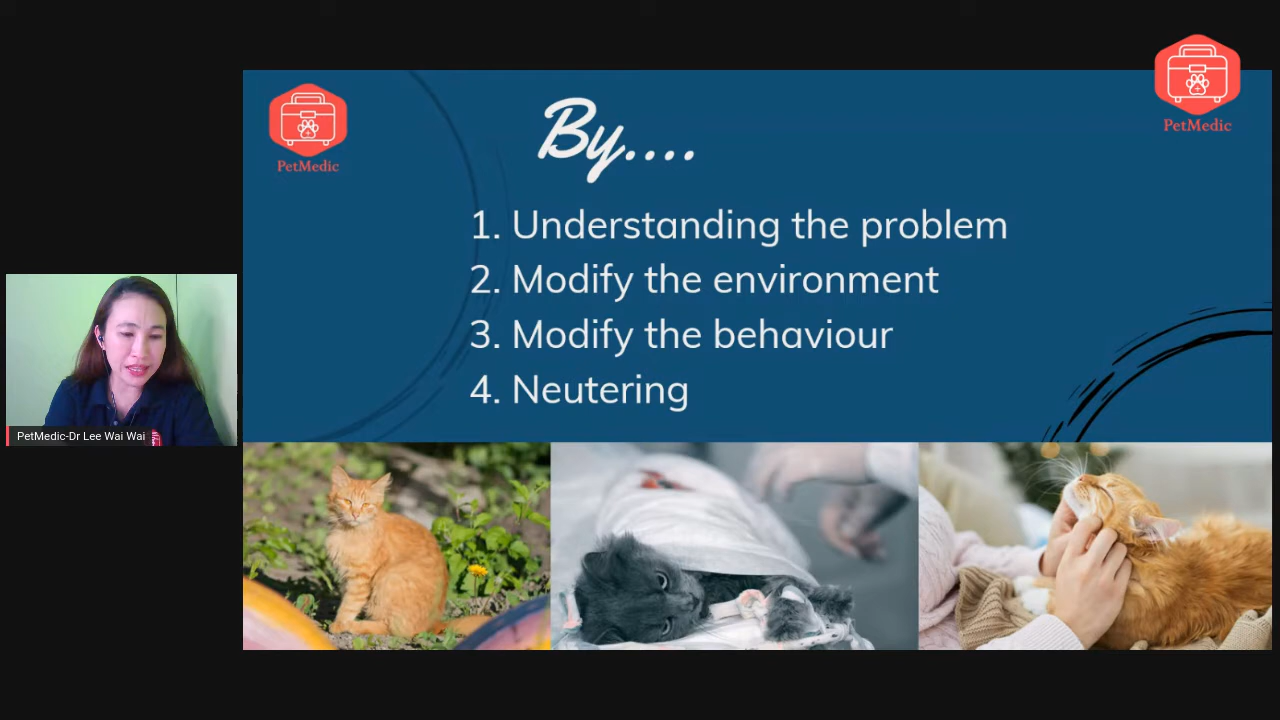 PetMedic
PetMedic
By....
1. Understanding the problem
2. Modify the environment
3. Modify the behaviour
4. Neutering
PetMedic-Dr Lee Wai Wai